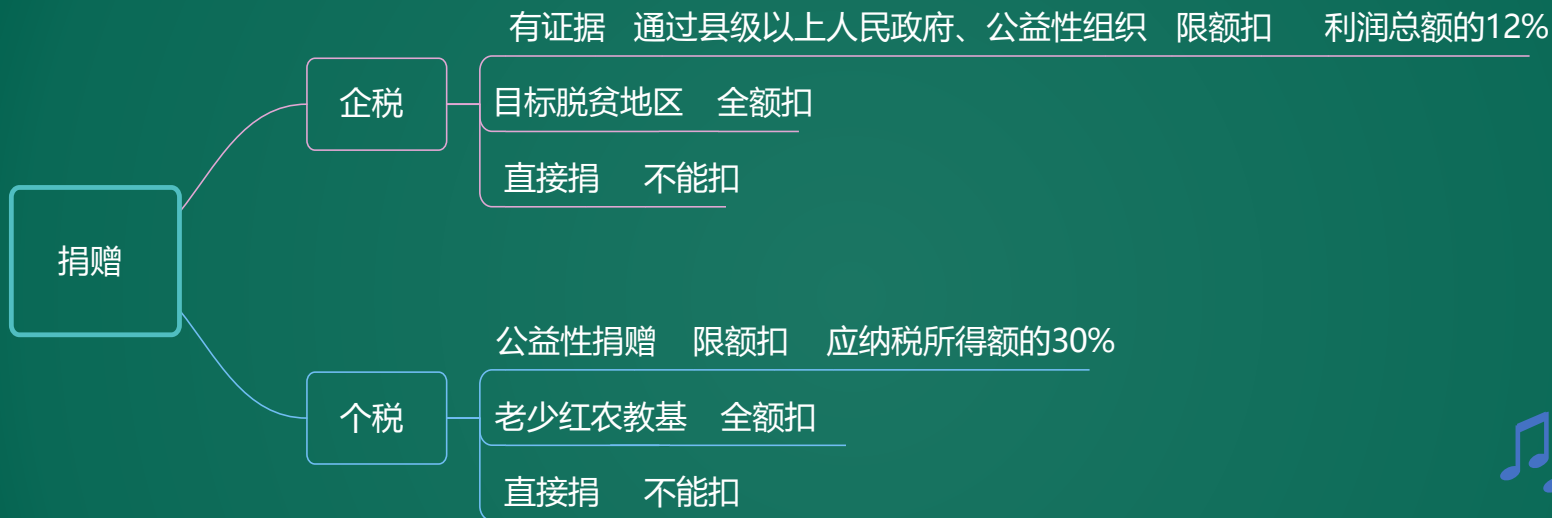 有证据 通过县级以上人民政府、公益性组织 限额扣 利润总额的12%
企税
目标脱贫地区 全额扣
直接捐 不能扣
捐赠
公益性捐赠 限额扣 应纳税所得额的30%
个税
老少红农教基 全额扣
直接捐 不能扣